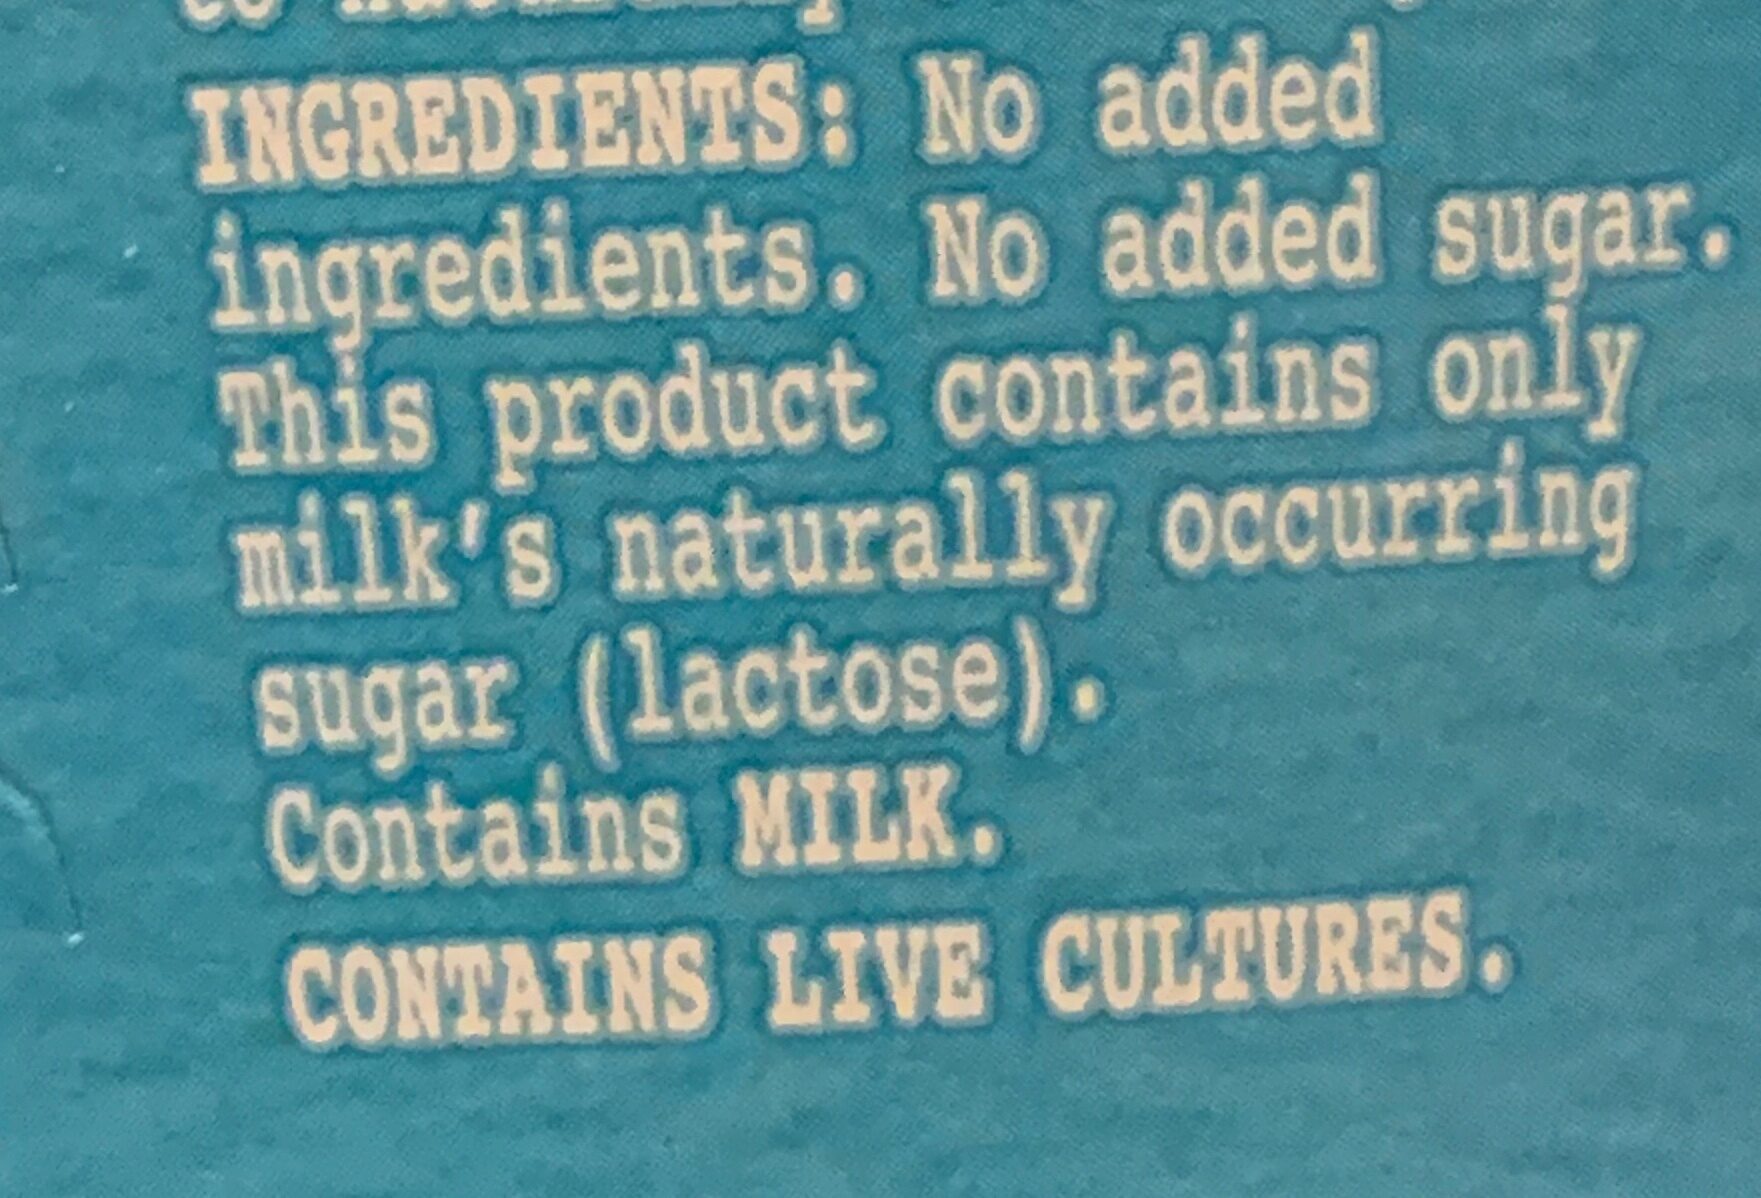 INGREDIENTS: No added
ingredients. No added sugar.
This product contains only
milk's naturally occurring
sugar (lactose).
Contains MILK.
CONTAINS LIVE CULTURES.